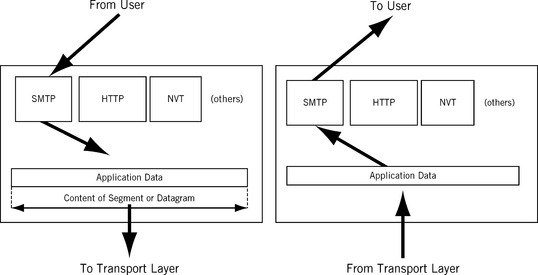 From User
SMTP
HTTP
NVT
(others)
Application Data
Content of Segment or Datagram
To Transport Layer
To User
SMTP
HTTP
NVT
(others)
Application Data
From Transport Layer